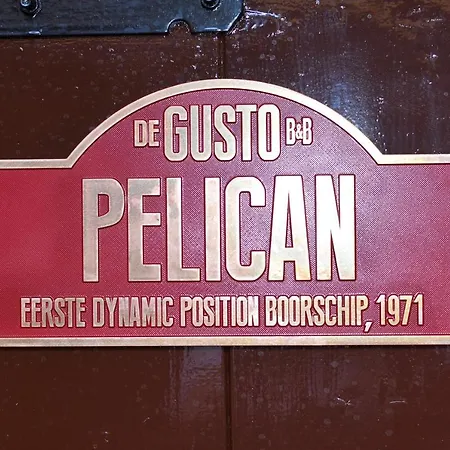 DE GUSTO B&B
PELICAN
EERSTE DYNAMIC POSITION BOORSCHIP, 1971